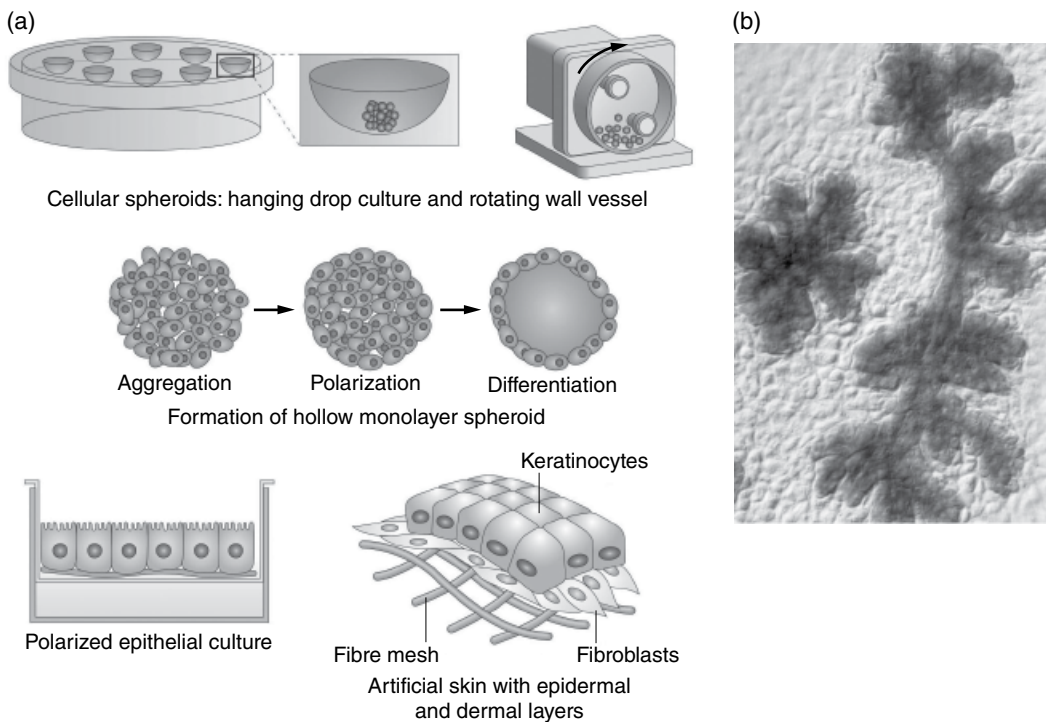 (a)
(b)
Cellular spheroids: hanging drop culture and rotating wall vessel
Aggregation
Polarization
Differentiation
Formation of hollow monolayer spheroid
Keratinocytes
Polarized epithelial culture
Fibre mesh
Fibroblasts
Artificial skin with epidermal
and dermal layers